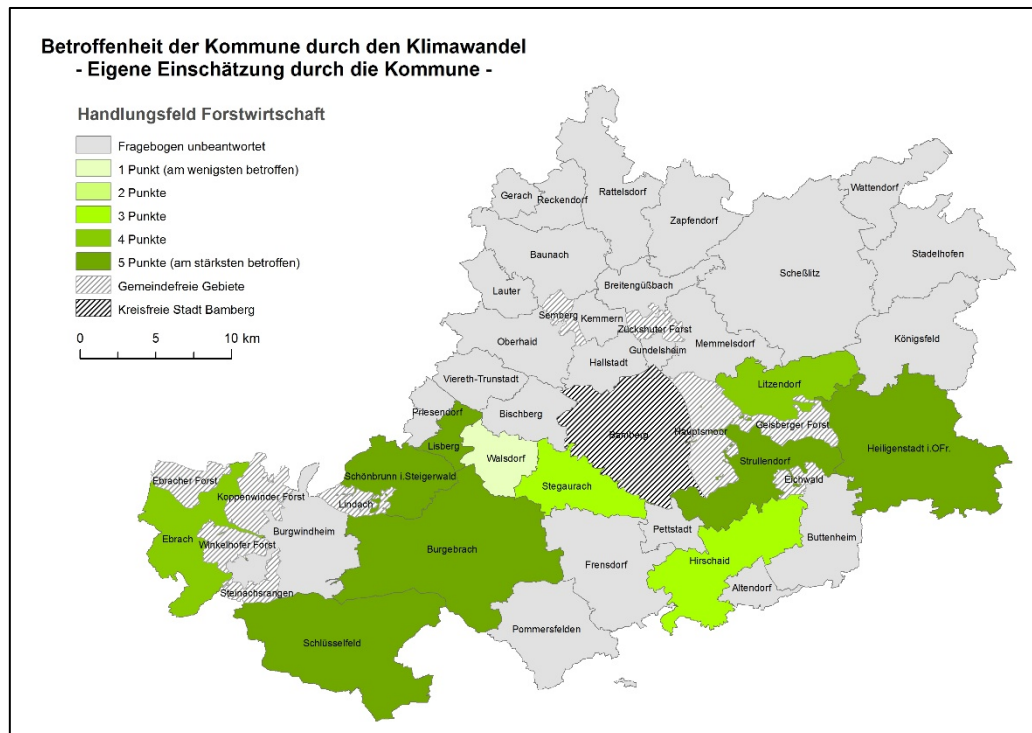 Betroffenheit der Kommune durch den Klimawandel
- Eigene Einschätzung durch die Kommune -
Handlungsfeld Forstwirtschaft
Fragebogen unbeantwortet
1 Punkt (am wenigsten betroffen)
2 Punkte
3 Punkte
4 Punkte
5 Punkte (am stärksten betroffen)
Gemeindefreie Gebiete
Kreisfreie Stadt Bamberg
0 5 10 km
Gerach
Reckendorf
Rattelsdorf
Zapfendorf
Wattendorf
Stadelhofen
Scheßlitz
Baunach
Breitengüßbach
Lauter
Semberg
Kemmern
Zückshuter Forst
Oberhaid
Gundelsheim
Memmelsdorf
Königsfeld
Hallstadt
Viereth-Trunstadt
Litzendorf
Priesendorf
Bischberg
Bamberg
Hauptsmoor
Geisberger Forst
Lisberg
Heiligenstadt i.OFr.
Walsdorf
Strullendorf
Schönbrunn i.Steigerwald
Stegaurach
Eichwald
Ebracher Forst
Koppenwinder Forst
Lindach
Burgwindheim
Pettstadt
Buttenheim
Ebrach
Winkelhofer Forst
Burgebrach
Frensdorf
Hirschaid
Steinachsrangen
Altendorf
Pommersfelden
Schlüsselfeld